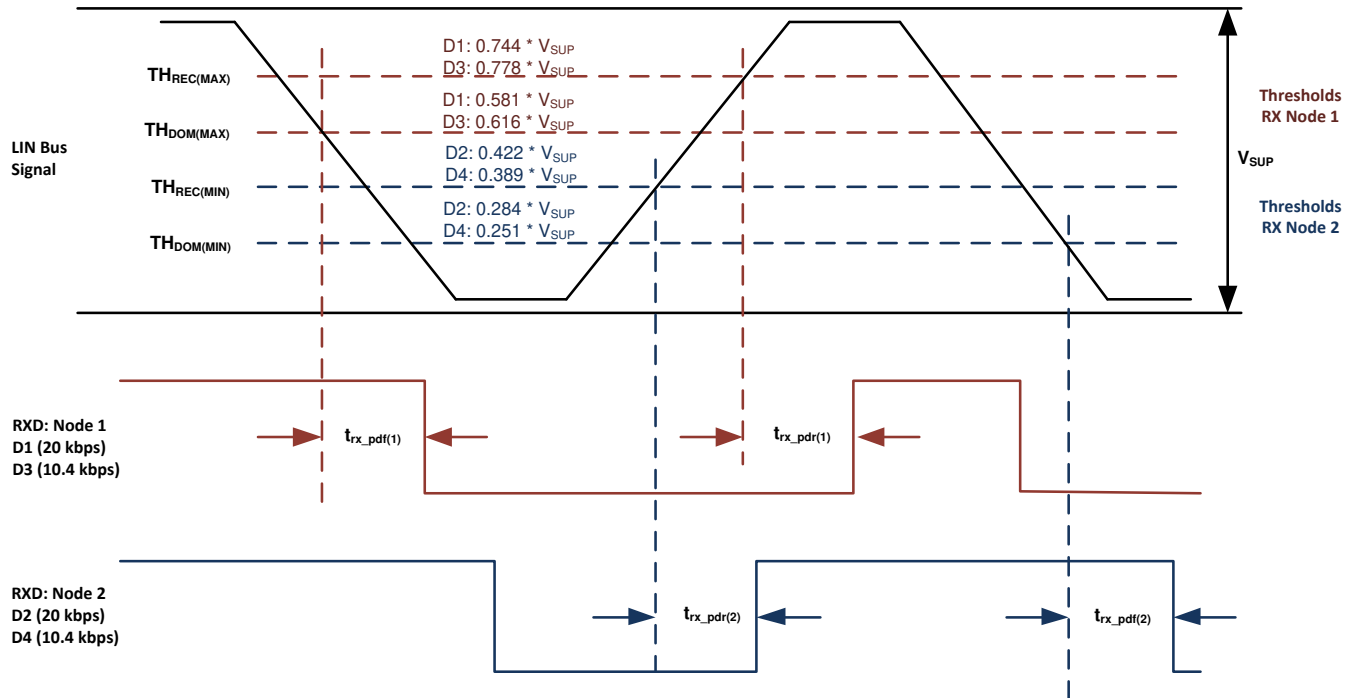 D1: 0.744 * VSUP
THREC(MAX)
D3: 0.778 * VSUP
Thresholds
RX Node 1
D1: 0.581 * VSUP
THDOM(MAX)
D3: 0.616 * VSUP
LIN Bus
Signal
D2: 0.422 * VSUP
VSUP
THREC(MIN)
D4: 0.389 * VSUP
Thresholds
RX Node 2
D2: 0.284 * VSUP
THDOM(MIN)
D4: 0.251 * VSUP
RXD: Node 1
D1 (20 kbps)
D3 (10.4 kbps)
trx_pdf(1)
trx_pdr(1)
RXD: Node 2
D2 (20 kbps)
D4 (10.4 kbps)
trx_pdr(2)
trx_pdf(2)